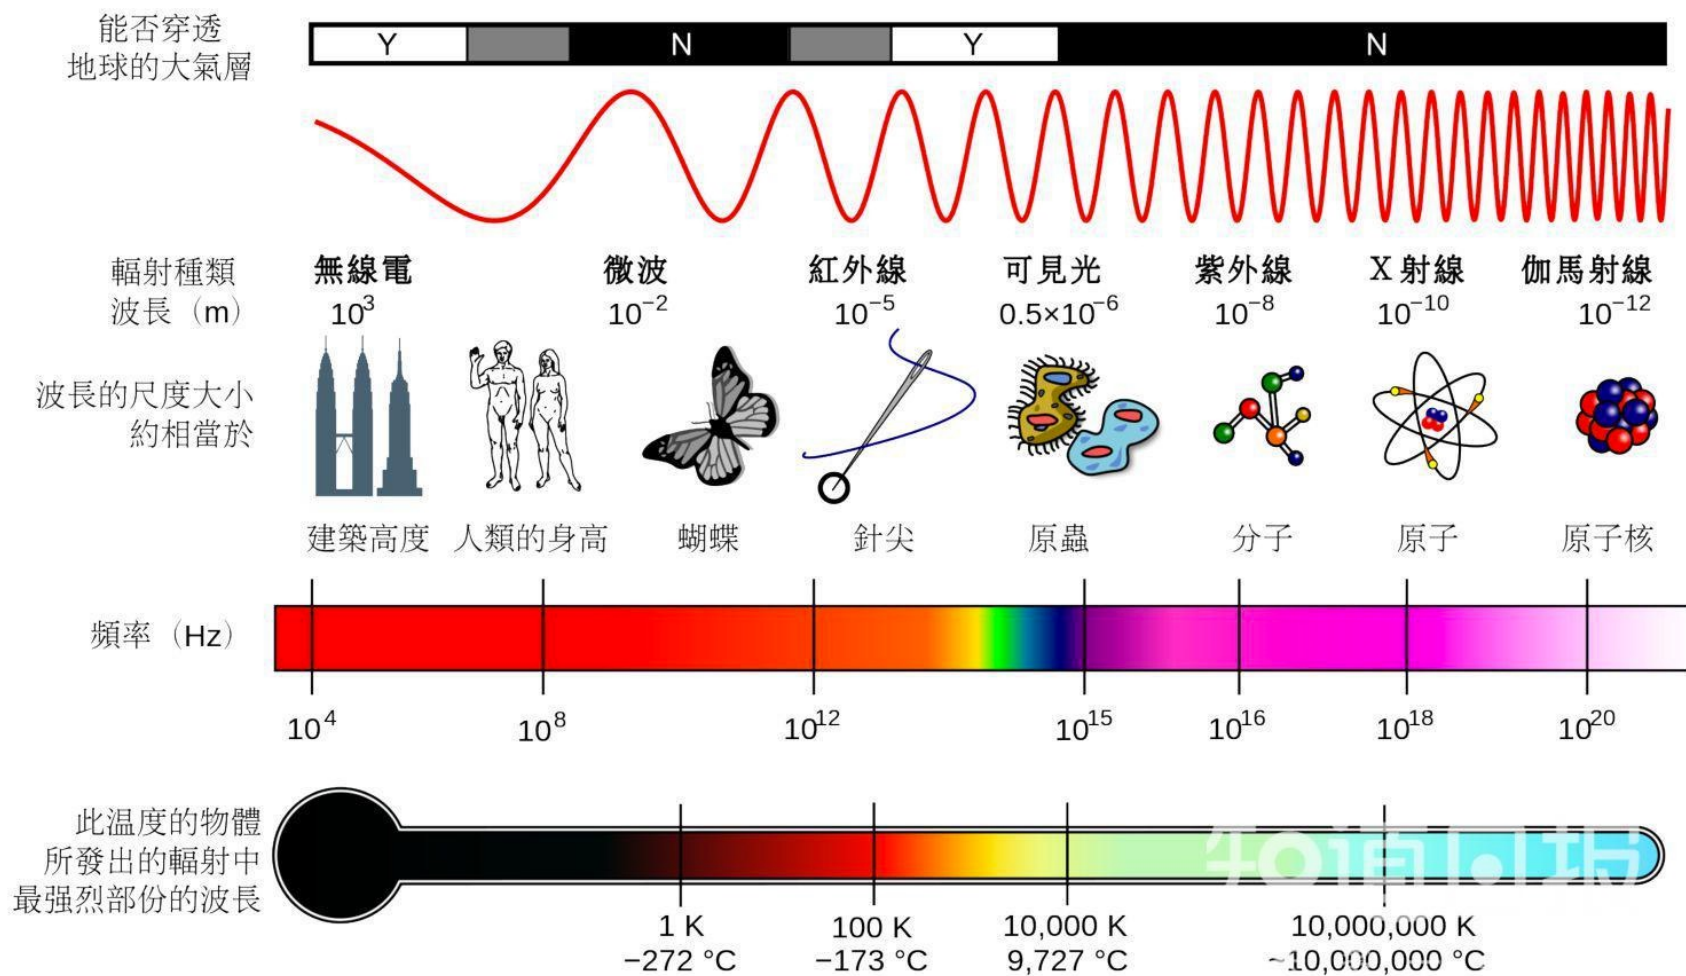 能否穿透
地球的大氣層
Y N Y N
輻射種類 無線電 微波 紅外線 可見光 紫外線 X射線 伽馬射線
波長（m） 10³ 10⁻² 10⁻⁵ 0.5×10⁻⁶ 10⁻⁸ 10⁻¹⁰ 10⁻¹²
波長的尺度大小
約相當於
建築高度 人類的身高 蝴蝶 針尖 原蟲 分子 原子 原子核
頻率（Hz）
10⁴ 10⁸ 10¹² 10¹⁵ 10¹⁶ 10¹⁸ 10²⁰
此温度的物體
所發出的輻射中
最强烈部份的波長
1 K 100 K 10,000 K 10,000,000 K
−272 °C −173 °C 9,727 °C ~10,000,000 °C